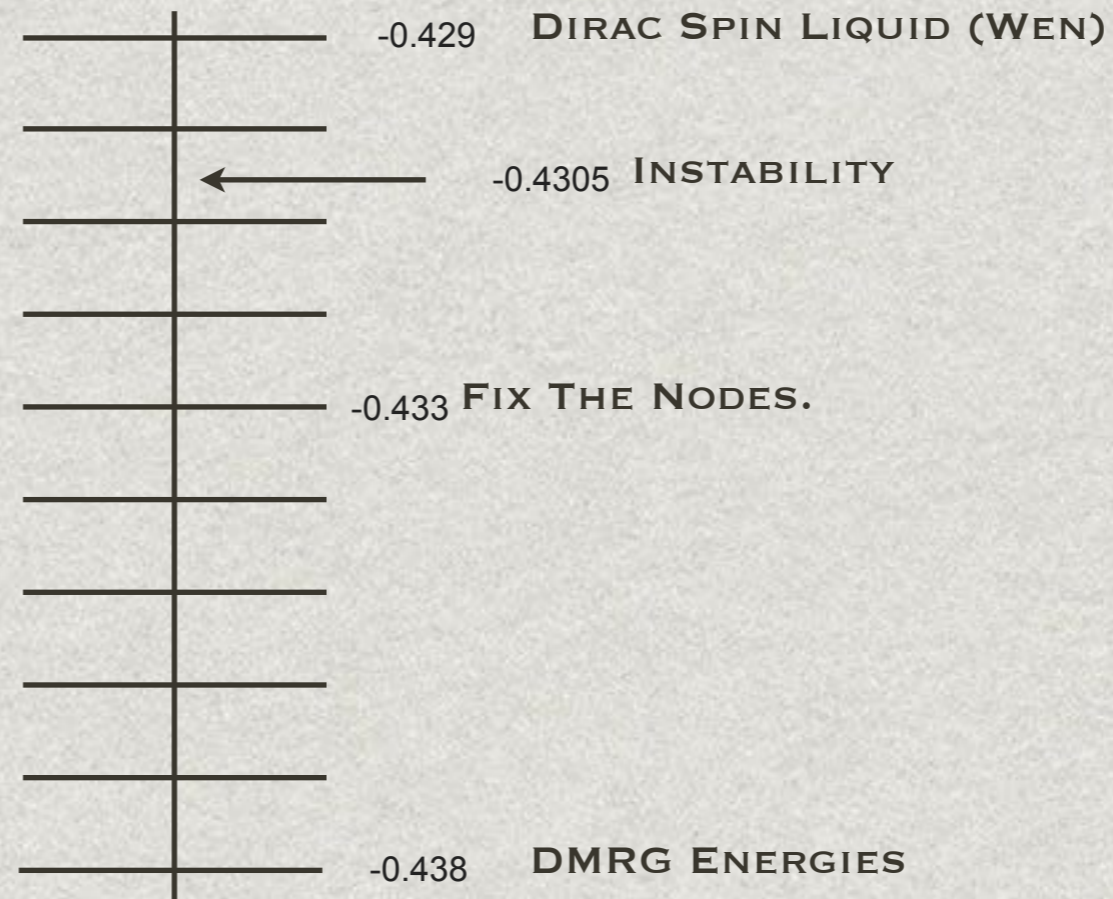 -0.429 Dirac Spin Liquid (Wen)
-0.4305 Instability
-0.433 Fix The Nodes.
-0.438 DMRG Energies